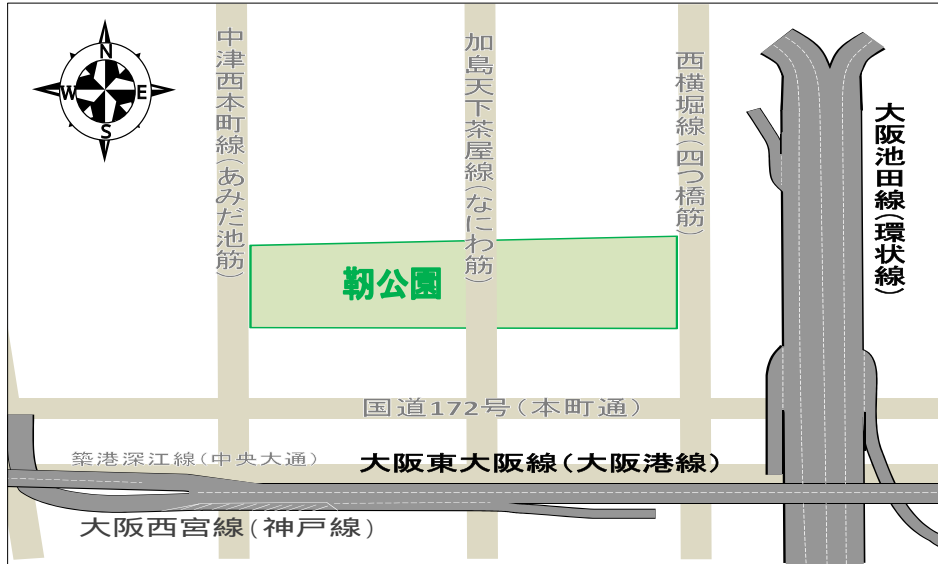 N
W
E
S
中津西本町線(あみだ池筋)
加島天下茶屋線(なにわ筋)
西横堀線(四つ橋筋)
大阪池田線(環状線)
靭公園
国道172号(本町通)
築港深江線(中央大通)
大阪東大阪線(大阪港線)
大阪西宮線(神戸線)